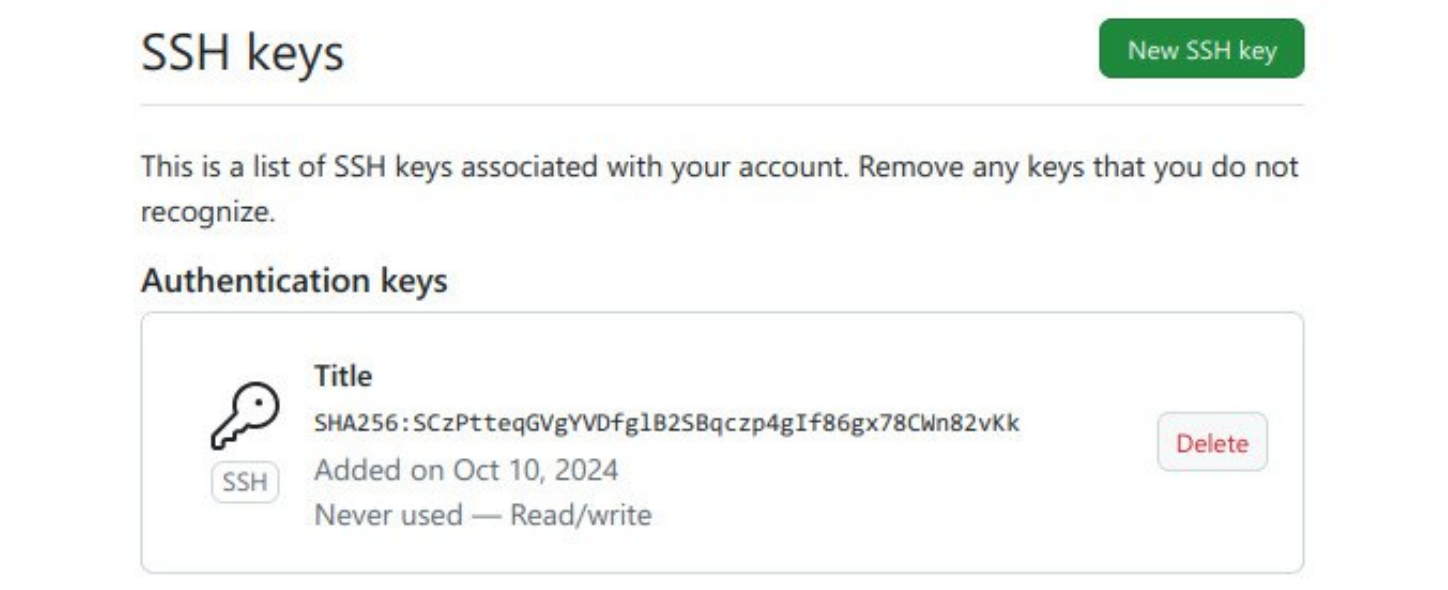 SSH keys
New SSH key
This is a list of SSH keys associated with your account. Remove any keys that you do not
recognize.
Authentication keys
Title
SHA256:SCzPtteqGVgYVDfglB2SBqczp4gIf86gx78CWn82vKk
Added on Oct 10, 2024
Never used — Read/write
SSH
Delete